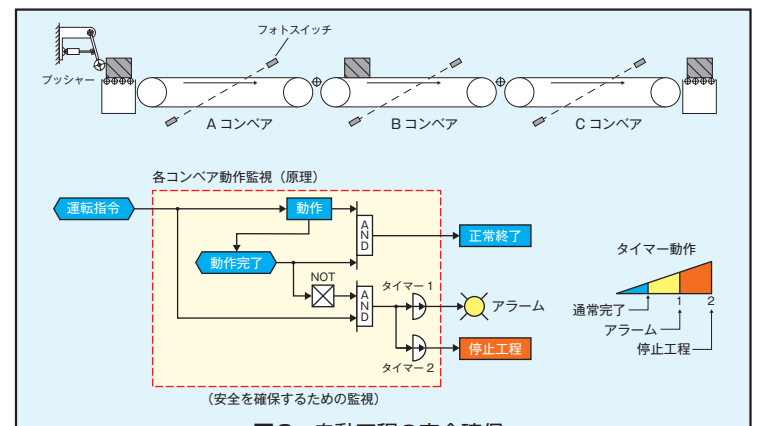 フォトスイッチ
プッシャー
A コンベア
B コンベア
C コンベア
各コンベア動作監視（原理）
運転指令
動作
AND
正常終了
動作完了
NOT
AND
タイマー 1
アラーム
タイマー 2
停止工程
（安全を確保するための監視）
タイマー動作
1
2
通常完了
アラーム
停止工程